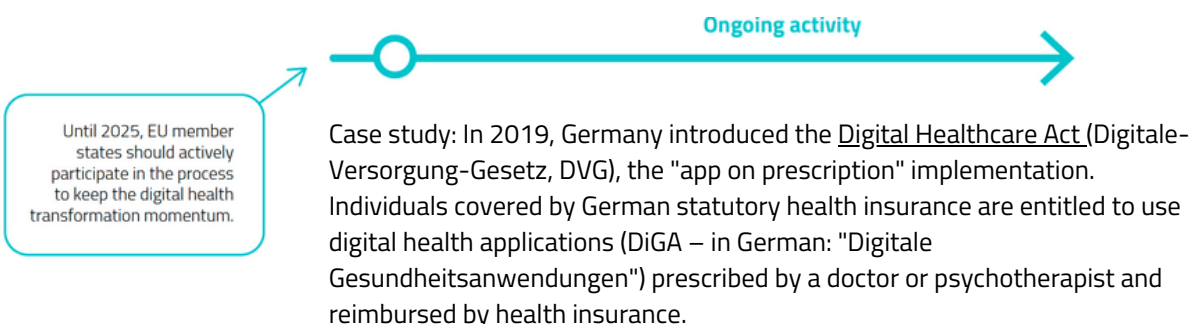 Ongoing activity
Until 2025, EU member
states should actively
participate in the process
to keep the digital health
transformation momentum.
Case study: In 2019, Germany introduced the Digital Healthcare Act (Digitale-
Versorgung-Gesetz, DVG), the "app on prescription" implementation.
Individuals covered by German statutory health insurance are entitled to use
digital health applications (DiGA – in German: "Digitale
Gesundheitsanwendungen") prescribed by a doctor or psychotherapist and
reimbursed by health insurance.